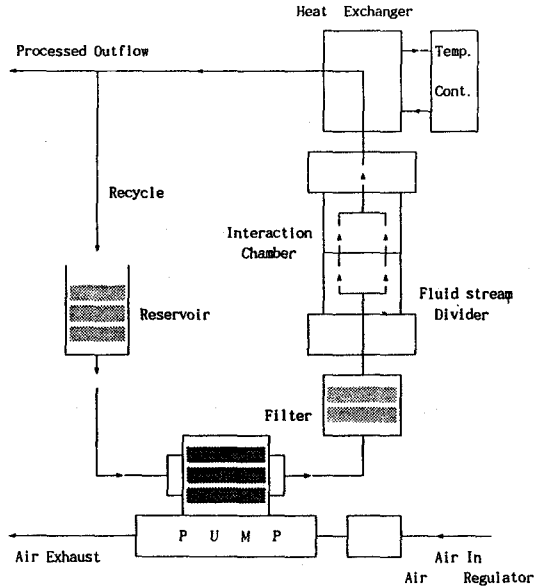 Heat Exchanger
Processed Outflow
Temp.
Cont.
Recycle
Interaction
Chamber
Fluid stream
Divider
Reservoir
Filter
P U M P
Air Exhaust
Air In
Air Regulator